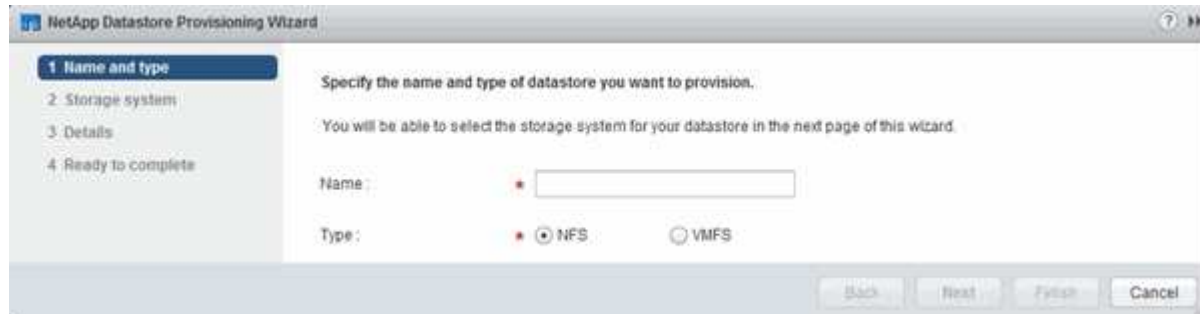 NetApp Datastore Provisioning Wizard ?
1 Name and type
2 Storage system
3 Details
4 Ready to complete
Specify the name and type of datastore you want to provision.
You will be able to select the storage system for your datastore in the next page of this wizard.
Name : *
Type : * NFS VMFS
Back Next Finish Cancel